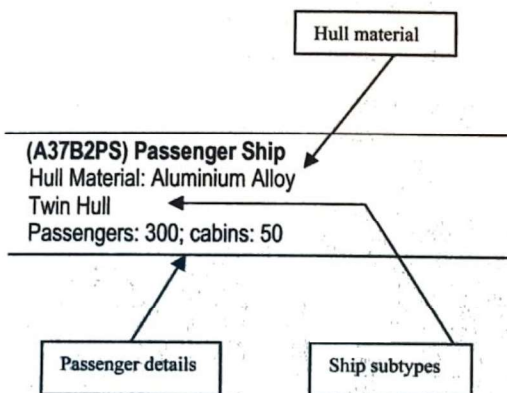 Hull material
(A37B2PS) Passenger Ship
Hull Material: Aluminium Alloy
Twin Hull
Passengers: 300; cabins: 50
Passenger details
Ship subtypes